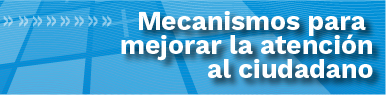 Mecanismos para
mejorar la atención
al ciudadano